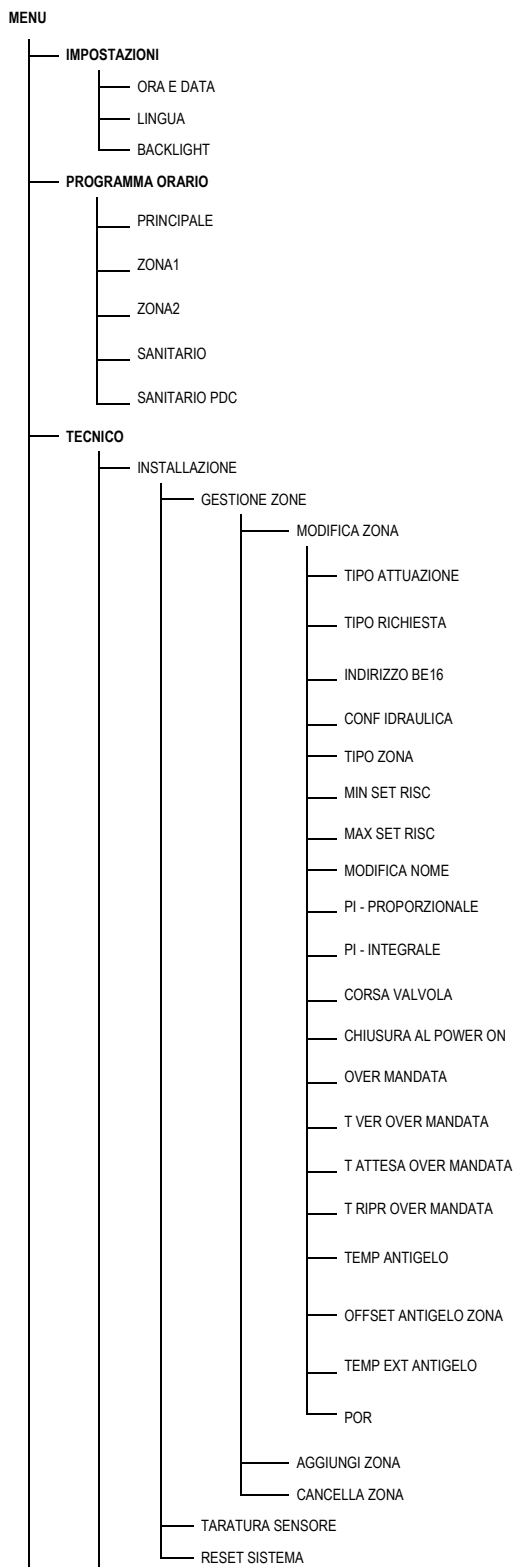 MENU
IMPOSTAZIONI
ORA E DATA
LINGUA
BACKLIGHT
PROGRAMMA ORARIO
PRINCIPALE
ZONA1
ZONA2
SANITARIO
SANITARIO PDC
TECNICO
INSTALLAZIONE
GESTIONE ZONE
MODIFICA ZONA
TIPO ATTUAZIONE
TIPO RICHIESTA
INDIRIZZO BE16
CONF IDRAULICA
TIPO ZONA
MIN SET RISC
MAX SET RISC
MODIFICA NOME
PI - PROPORZIONALE
PI - INTEGRALE
CORSA VALVOLA
CHIUSURA AL POWER ON
OVER MANDATA
T VER OVER MANDATA
T ATTESA OVER MANDATA
T RIPR OVER MANDATA
TEMP ANTIGELO
OFFSET ANTIGELO ZONA
TEMP EXT ANTIGELO
POR
AGGIUNGI ZONA
CANCELLA ZONA
TARATURA SENSORE
RESET SISTEMA